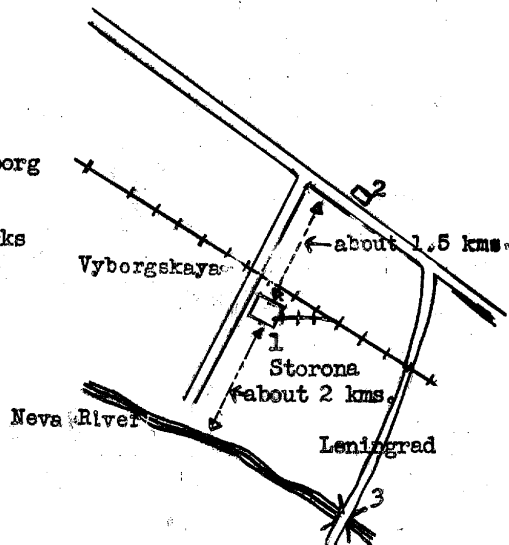 2
borg
about 1.5 kms.
ks
Vyborgskaya
1
Storona
about 2 kms.
Neva River
Leningrad
3